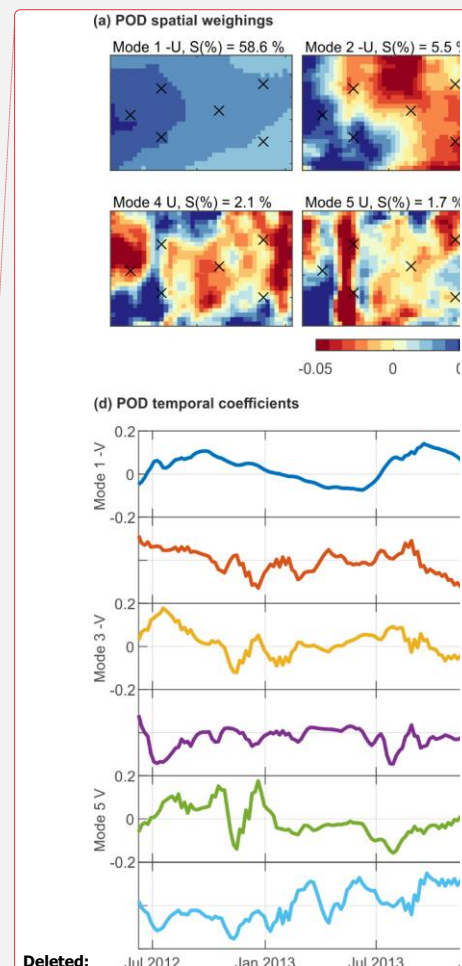 (a) POD spatial weighings
Mode 1 -U, S(%) = 58.6 %
Mode 2 -U, S(%) = 5.5 %
Mode 4 U, S(%) = 2.1 %
Mode 5 U, S(%) = 1.7 %
-0.05 0
(d) POD temporal coefficients
0.2
0
-0.2
Mode 1 -V
0.2
0
-0.2
Mode 3 -V
0.2
0
-0.2
Mode 5 V
Deleted:
Jul 2012 Jan 2013 Jul 2013